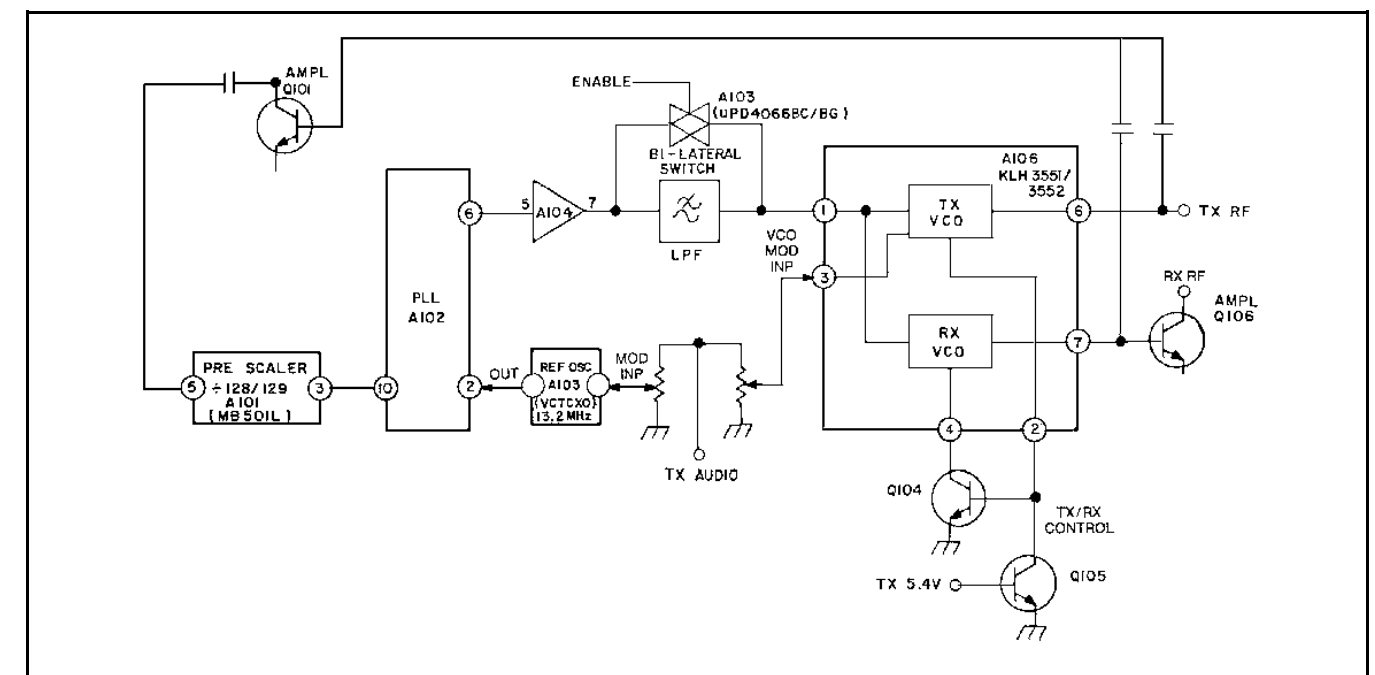 AMPL
Q101
ENABLE
A103
(uPD4066BC/BG)
BI-LATERAL
SWITCH
A106
KLH 3551/
3552
6
5
A104
7
1
TX
VCO
6
TX RF
LPF
VCO
MOD
INP
3
PLL
A102
RX RF
AMPL
Q106
RX
VCO
7
PRE SCALER
5
÷128/129
3
A101
(MB501L)
10
2
OUT
REF OSC
A103
(VCTCXO)
13.2MHz
MOD
INP
4
2
TX AUDIO
Q104
TX/RX
CONTROL
TX 5.4V
Q105